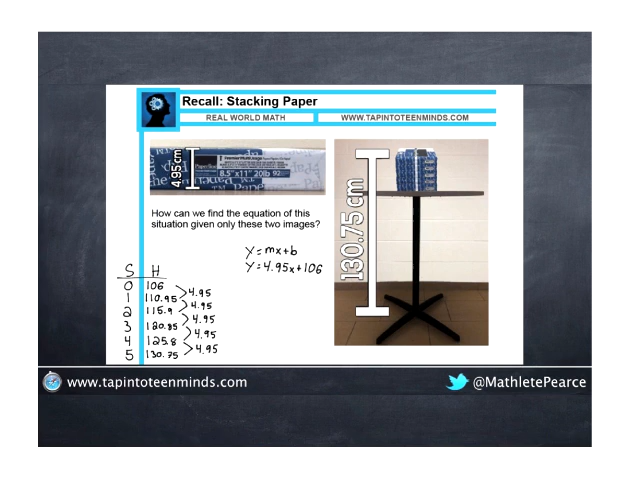 Recall: Stacking Paper
REAL WORLD MATH
WWW.TAPINTOTEENMINDS.COM
4.95cm
8.5"x11" 20lb 92
130.75cm
How can we find the equation of this
situation given only these two images?
Y=mx+b
Y=4.95x+106
S H
0 106
1 110.95
2 115.9
3 120.85
4 125.8
5 130.75
>4.95
>4.95
>4.95
>4.95
>4.95
www.tapintoteenminds.com
@MathletePearce